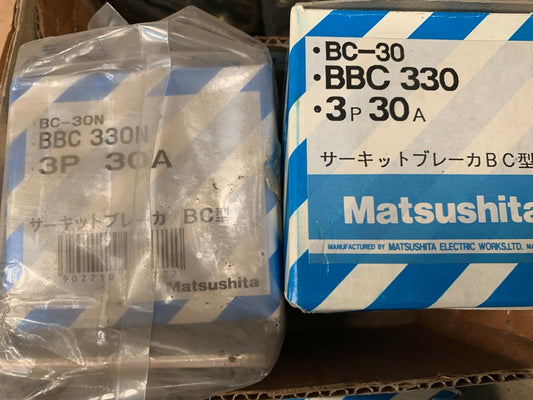 ·BC-30N
·BBC 330N
·3P 30A
サーキットブレーカ BC型
Matsushita
·BC-30
·BBC 330
·3P 30A
サーキットブレーカBC型
Matsushita
MANUFACTURED BY MATSUSHITA ELECTRIC WORKS,LTD.